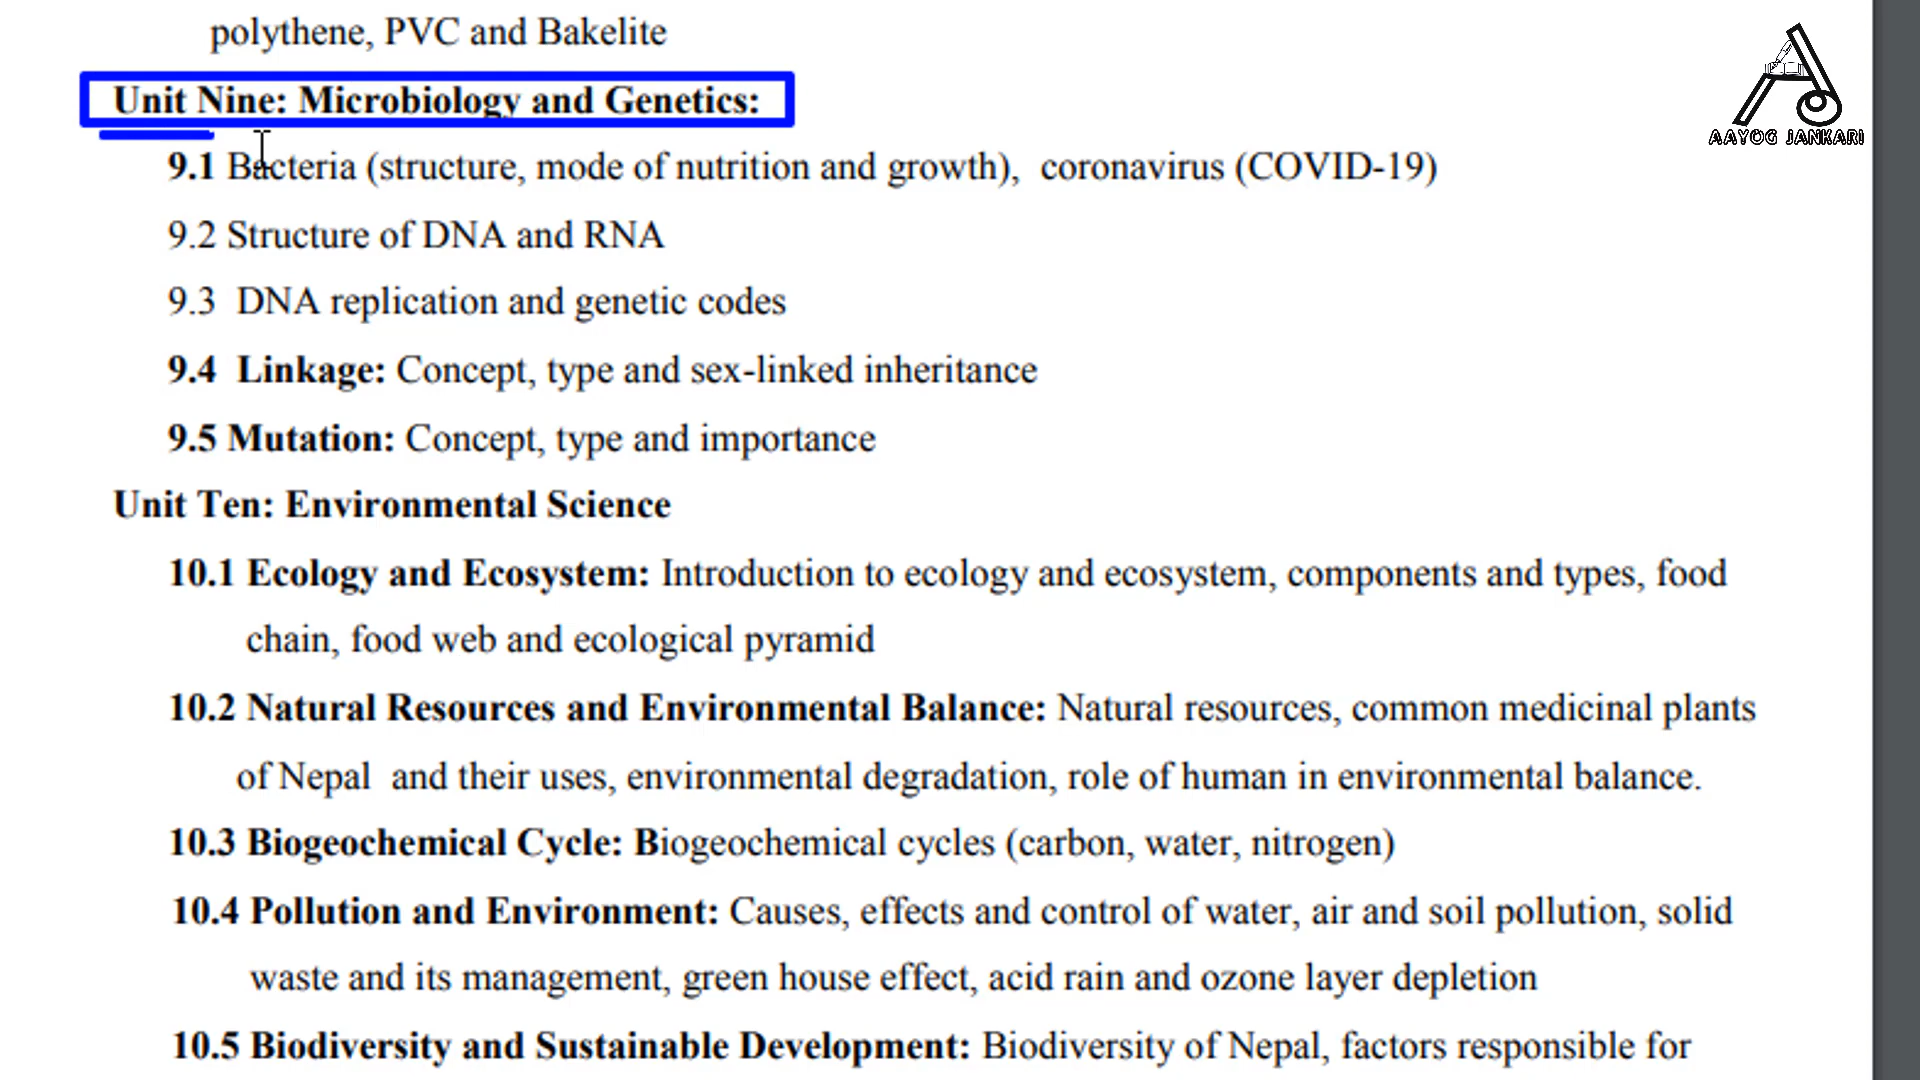 polythene, PVC and Bakelite
Unit Nine: Microbiology and Genetics:
9.1 Bacteria (structure, mode of nutrition and growth), coronavirus (COVID-19)
9.2 Structure of DNA and RNA
9.3 DNA replication and genetic codes
9.4 Linkage: Concept, type and sex-linked inheritance
9.5 Mutation: Concept, type and importance
Unit Ten: Environmental Science
10.1 Ecology and Ecosystem: Introduction to ecology and ecosystem, components and types, food
chain, food web and ecological pyramid
10.2 Natural Resources and Environmental Balance: Natural resources, common medicinal plants
of Nepal and their uses, environmental degradation, role of human in environmental balance.
10.3 Biogeochemical Cycle: Biogeochemical cycles (carbon, water, nitrogen)
10.4 Pollution and Environment: Causes, effects and control of water, air and soil pollution, solid
waste and its management, green house effect, acid rain and ozone layer depletion
10.5 Biodiversity and Sustainable Development: Biodiversity of Nepal, factors responsible for
AAYOG JANKARI